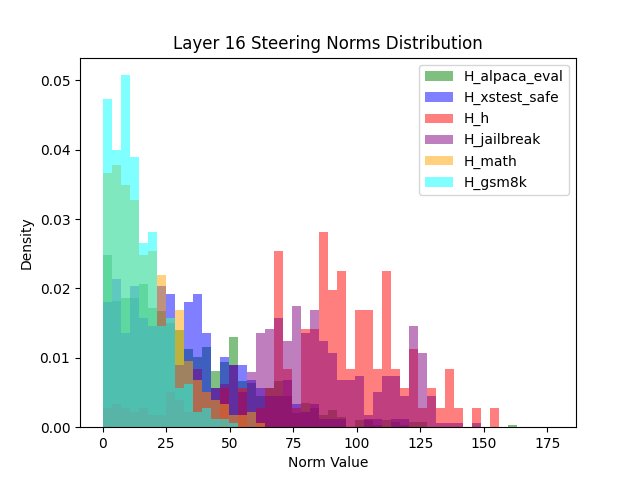 Layer 16 Steering Norms Distribution
H_alpaca_eval
H_xstest_safe
H_h
H_jailbreak
H_math
H_gsm8k
0.05
0.04
0.03
0.02
0.01
0.00
Density
0 25 50 75 100 125 150 175
Norm Value